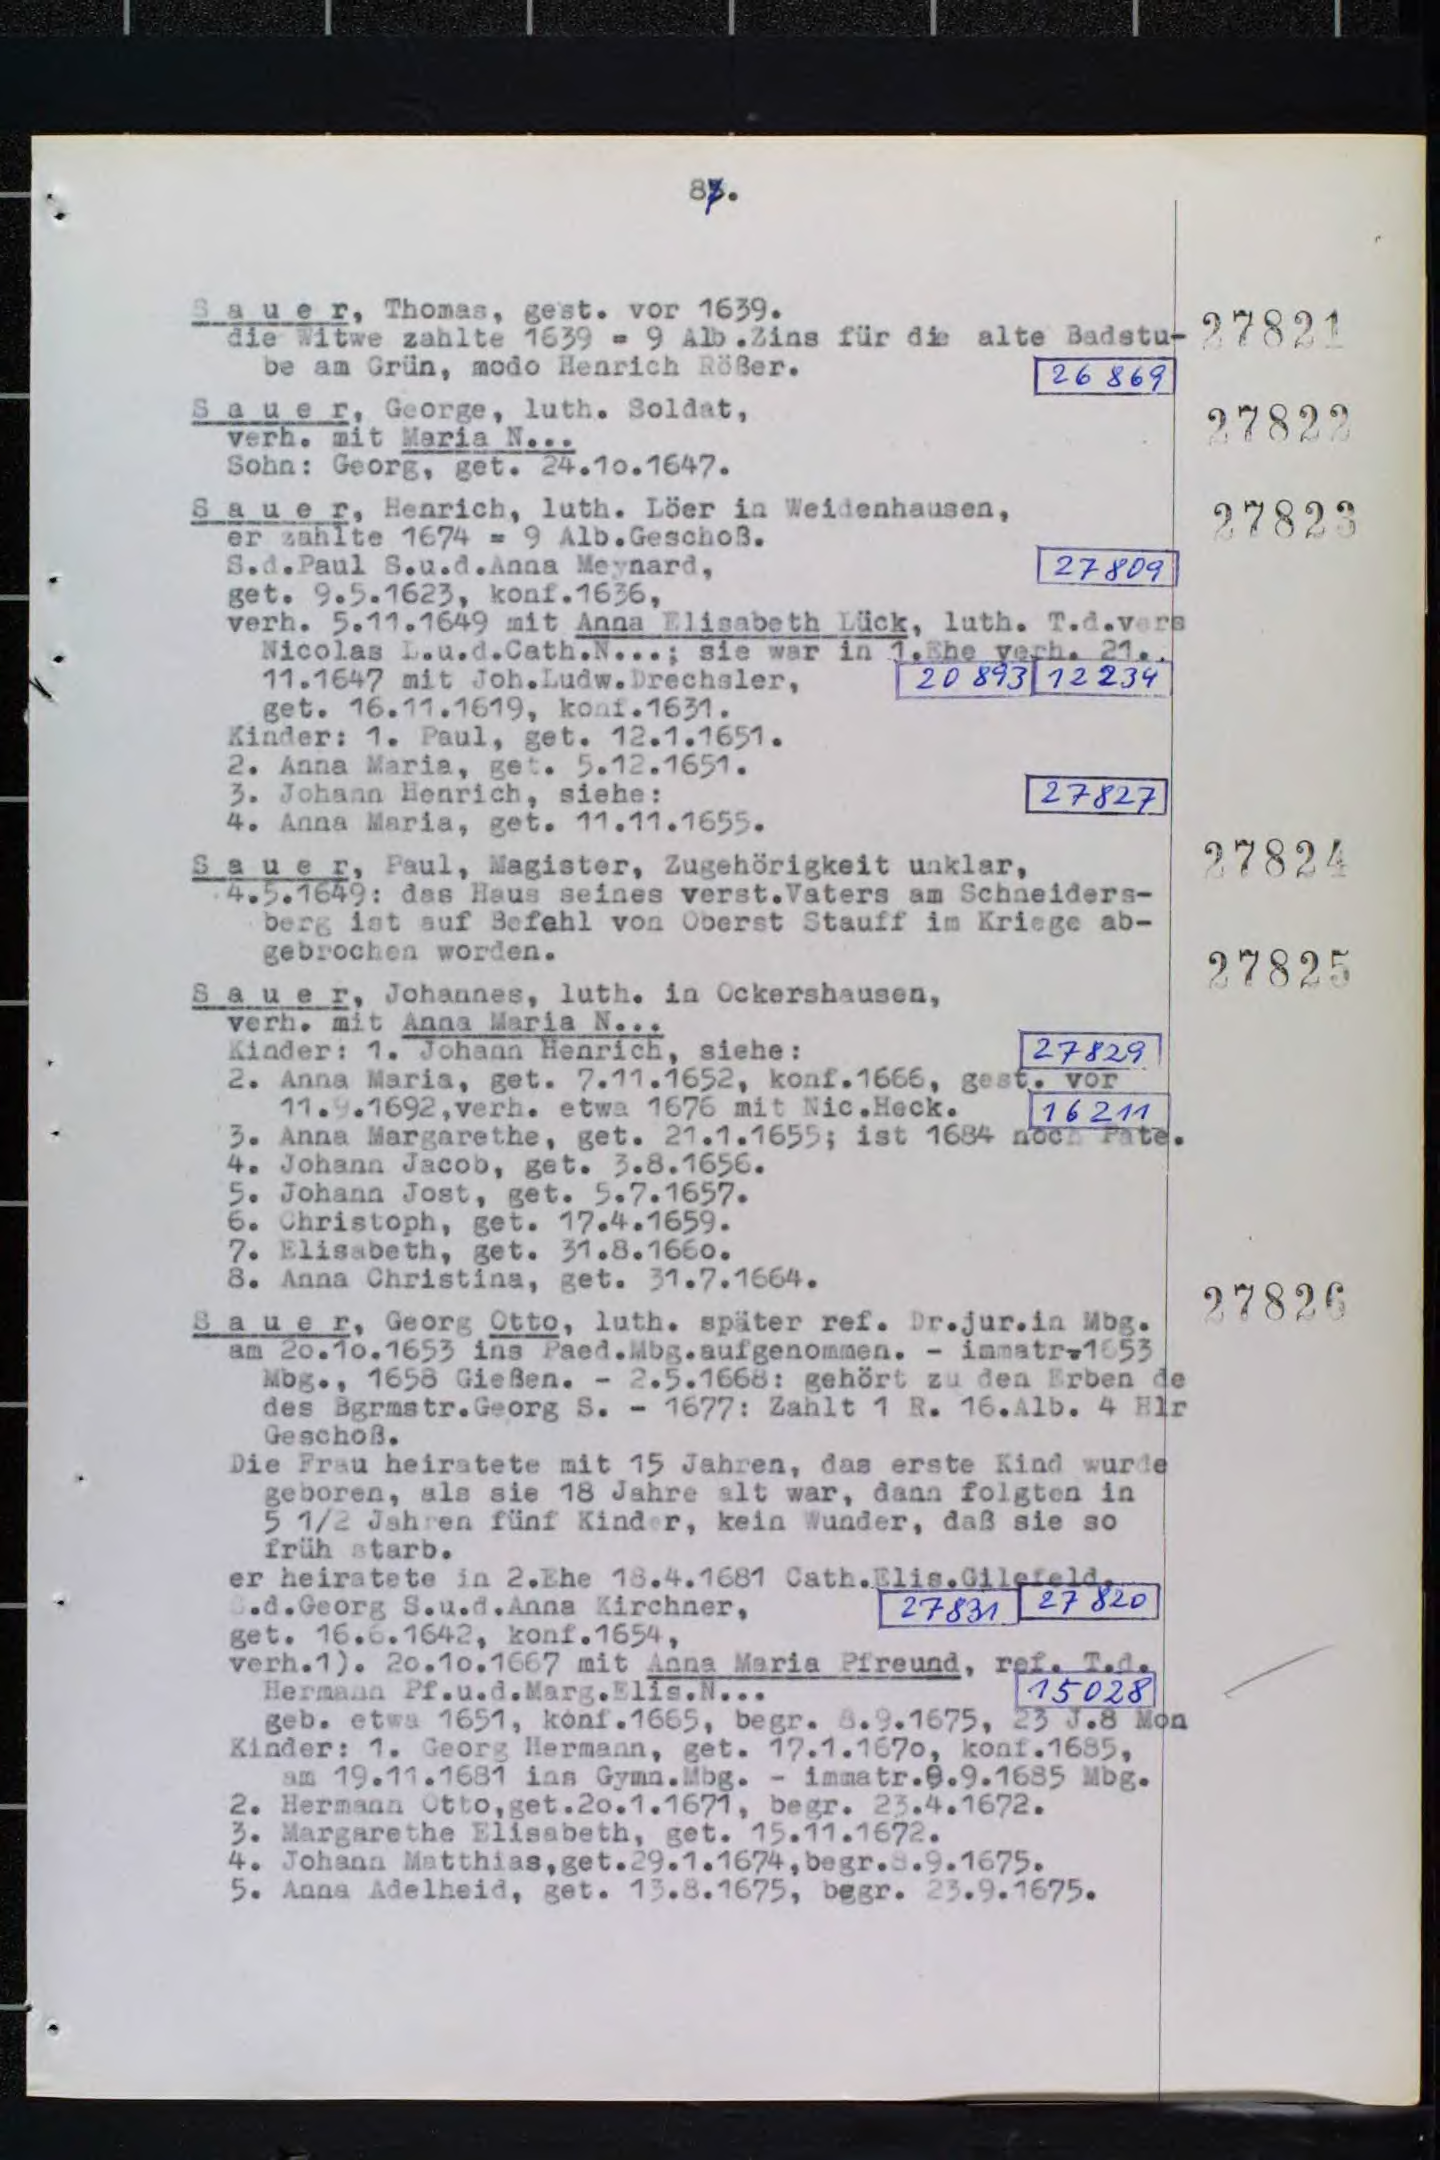 87.
S a u e r, Thomas, gest. vor 1639. 27821
die Witwe zahlte 1639 = 9 Alb.Zins für die alte Badstu-
be am Grün, modo Henrich Rößer. 26 869
S a u e r, George, luth. Soldat, 27822
verh. mit Maria N...
Sohn: Georg, get. 24.10.1647.
S a u e r, Henrich, luth. Löer in Weidenhausen, 27823
er zahlte 1674 = 9 Alb.Geschoß.
S.d.Paul S.u.d.Anna Meynard, 27809
get. 9.5.1623, konf.1636,
verh. 5.11.1649 mit Anna Elisabeth Lück, luth. T.d.vers
Nicolas L.u.d.Cath.N...; sie war in 1.Ehe verh. 21.
11.1647 mit Joh.Ludw.Drechsler, 20 893 12 234
get. 16.11.1619, konf.1631.
Kinder: 1. Paul, get. 12.1.1651.
2. Anna Maria, get. 5.12.1651.
3. Johann Henrich, siehe: 27827
4. Anna Maria, get. 11.11.1655.
S a u e r, Paul, Magister, Zugehörigkeit unklar, 27824
4.5.1649: das Haus seines verst.Vaters am Schneiders-
berg ist auf Befehl von Oberst Stauff im Kriege ab-
gebrochen worden.
S a u e r, Johannes, luth. in Ockershausen, 27825
verh. mit Anna Maria N...
Kinder: 1. Johann Henrich, siehe: 27829
2. Anna Maria, get. 7.11.1652, konf.1666, gest. vor
11.9.1692,verh. etwa 1676 mit Nic.Heck. 16211
3. Anna Margarethe, get. 21.1.1655; ist 1684 noch Pate.
4. Johann Jacob, get. 3.8.1656.
5. Johann Jost, get. 5.7.1657.
6. Christoph, get. 17.4.1659.
7. Elisabeth, get. 31.8.1660.
8. Anna Christina, get. 31.7.1664.
S a u e r, Georg Otto, luth. später ref. Dr.jur.in Mbg. 27826
am 20.10.1653 ins Paed.Mbg.aufgenommen. - immatr.1653
Mbg., 1658 Gießen. - 2.5.1668: gehört zu den Erben de
des Bgrmstr.Georg S. - 1677: Zahlt 1 R. 16.Alb. 4 Hlr
Geschoß.
Die Frau heiratete mit 15 Jahren, das erste Kind wurde
geboren, als sie 18 Jahre alt war, dann folgten in
5 1/2 Jahren fünf Kinder, kein Wunder, daß sie so
früh starb.
er heiratete in 2.Ehe 18.4.1681 Cath.Elis.Gilefeld.
S.d.Georg S.u.d.Anna Kirchner, 27831 27 820
get. 16.6.1642, konf.1654,
verh.1). 20.10.1667 mit Anna Maria Pfreund, ref. T.d.
Hermann Pf.u.d.Marg.Elis.N... 15028
geb. etwa 1651, konf.1665, begr. 8.9.1675, 23 J.8 Mon
Kinder: 1. Georg Hermann, get. 17.1.1670, konf.1685,
am 19.11.1681 ins Gymn.Mbg. - immatr. .9.1685 Mbg.
2. Hermann Otto,get.20.1.1671, begr. 23.4.1672.
3. Margarethe Elisabeth, get. 15.11.1672.
4. Johann Matthias,get.29.1.1674,begr.8.9.1675.
5. Anna Adelheid, get. 13.8.1675, begr. 23.9.1675.